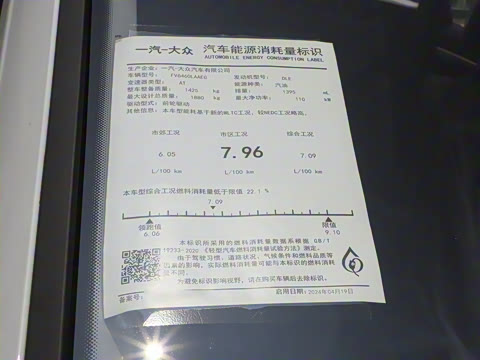 一汽-大众 汽车能源消耗量标识
AUTOMOBILE ENERGY CONSUMPTION LABEL
生产企业: 一汽-大众汽车有限公司
车辆型号: FV6460LAAEG 发动机型号: DLE
变速器类型: AT 能源种类: 汽油
整车整备质量: 1425 kg 排量: 1395 mL
最大设计总质量: 1880 kg 最大净功率: 110 kW
驱动型式: 前轮驱动
其他信息: 本车型能耗基于新的WLTC工况,较NEDC工况略高。
市郊工况 市区工况 综合工况
6.05 7.96 7.09
L/100 km L/100 km L/100 km
本车型综合工况燃料消耗量低于限值 22.1 %
7.09
领跑值 限值
6.06 9.10
本标识所采用的燃料消耗量数据系根据 GB/T
19233-2020《轻型汽车燃料消耗量试验方法》测定。
由于驾驶习惯、道路状况、气候条件和燃料品质等
因素的影响,实际燃料消耗量可能与本标识的燃料消耗
量不同。
为避免标识影响视野,请在购买车辆后去除标识。
备案号: 启用日期: 2024年04月19日